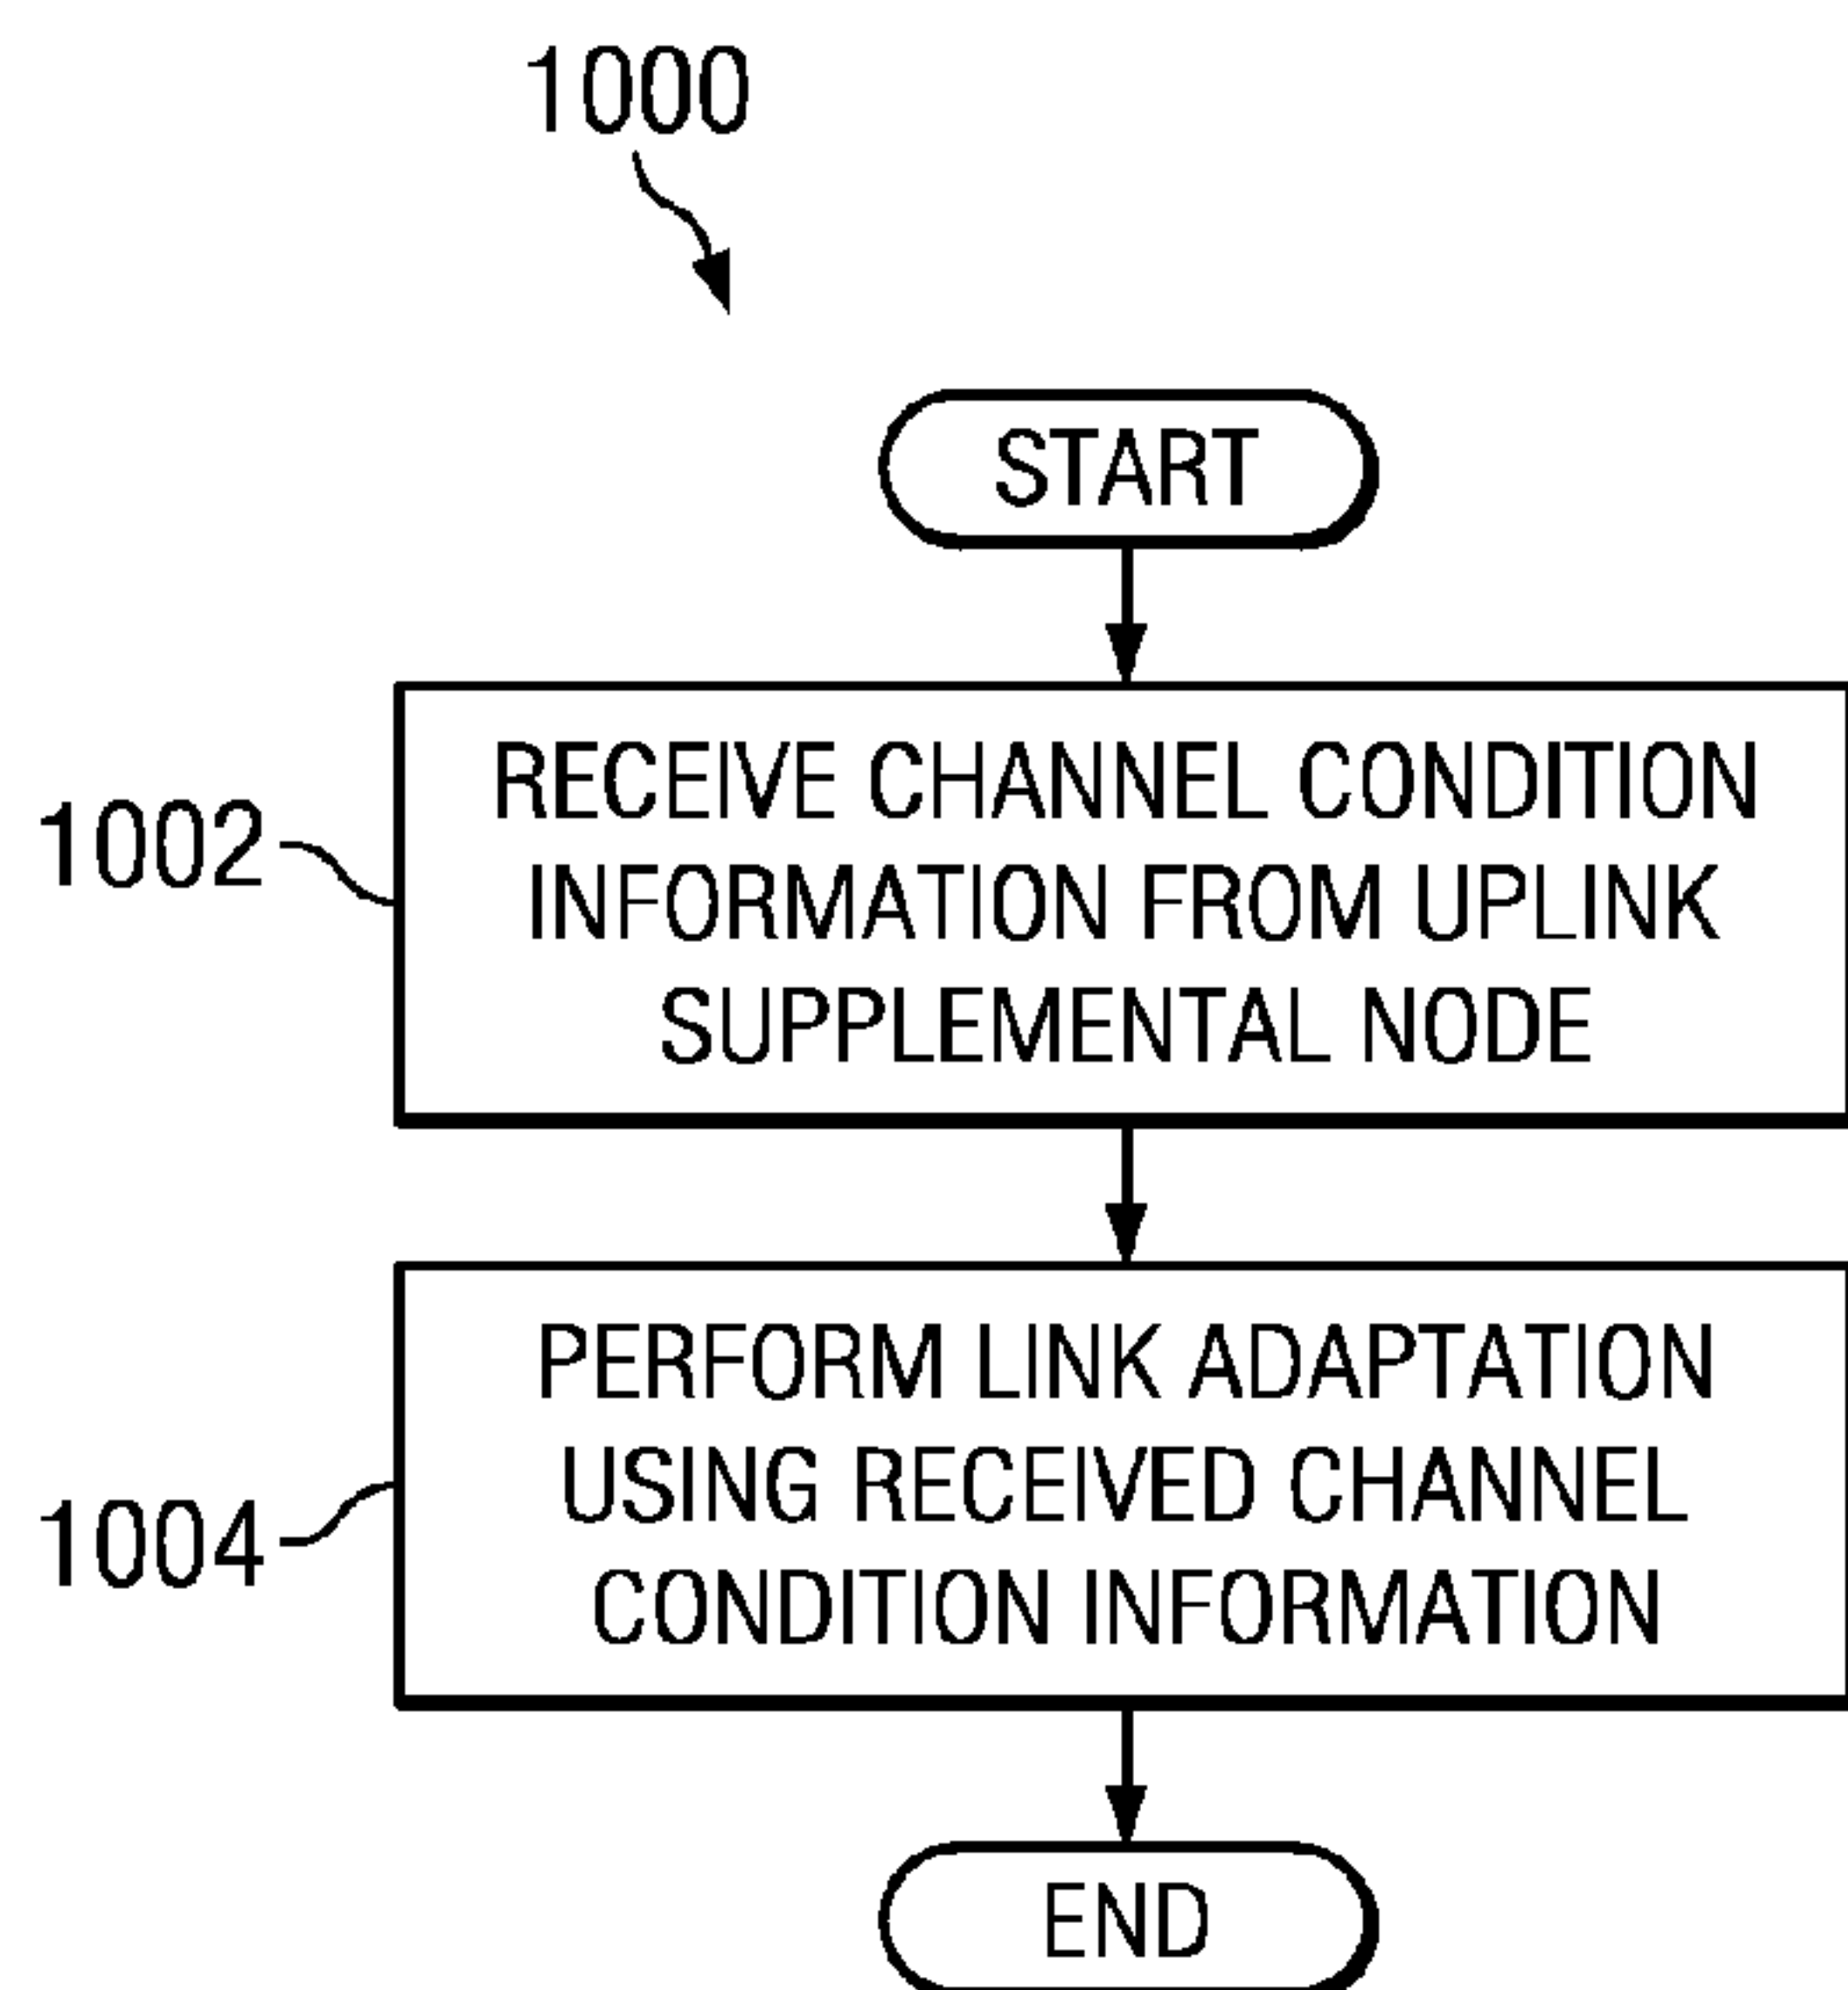 1000
START
1002
RECEIVE CHANNEL CONDITION
INFORMATION FROM UPLINK
SUPPLEMENTAL NODE
1004
PERFORM LINK ADAPTATION
USING RECEIVED CHANNEL
CONDITION INFORMATION
END